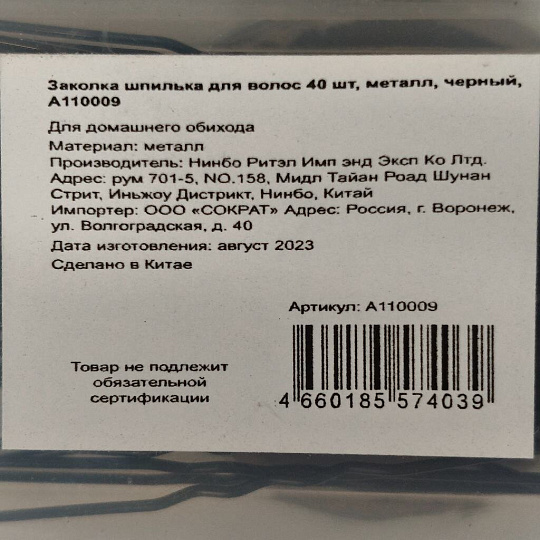 Заколка шпилька для волос 40 шт, металл, черный,
А110009
Для домашнего обихода
Материал: металл
Производитель: Нинбо Ритэл Имп энд Эксп Ко Лтд.
Адрес: рум 701-5, NO.158, Мидл Тайан Роад Шунан
Стрит, Иньжоу Дистрикт, Нинбо, Китай
Импортер: ООО «СОКРАТ» Адрес: Россия, г. Воронеж,
ул. Волгоградская, д. 40
Дата изготовления: август 2023
Сделано в Китае
Артикул: А110009
Товар не подлежит
обязательной
сертификации
4 660185 574039